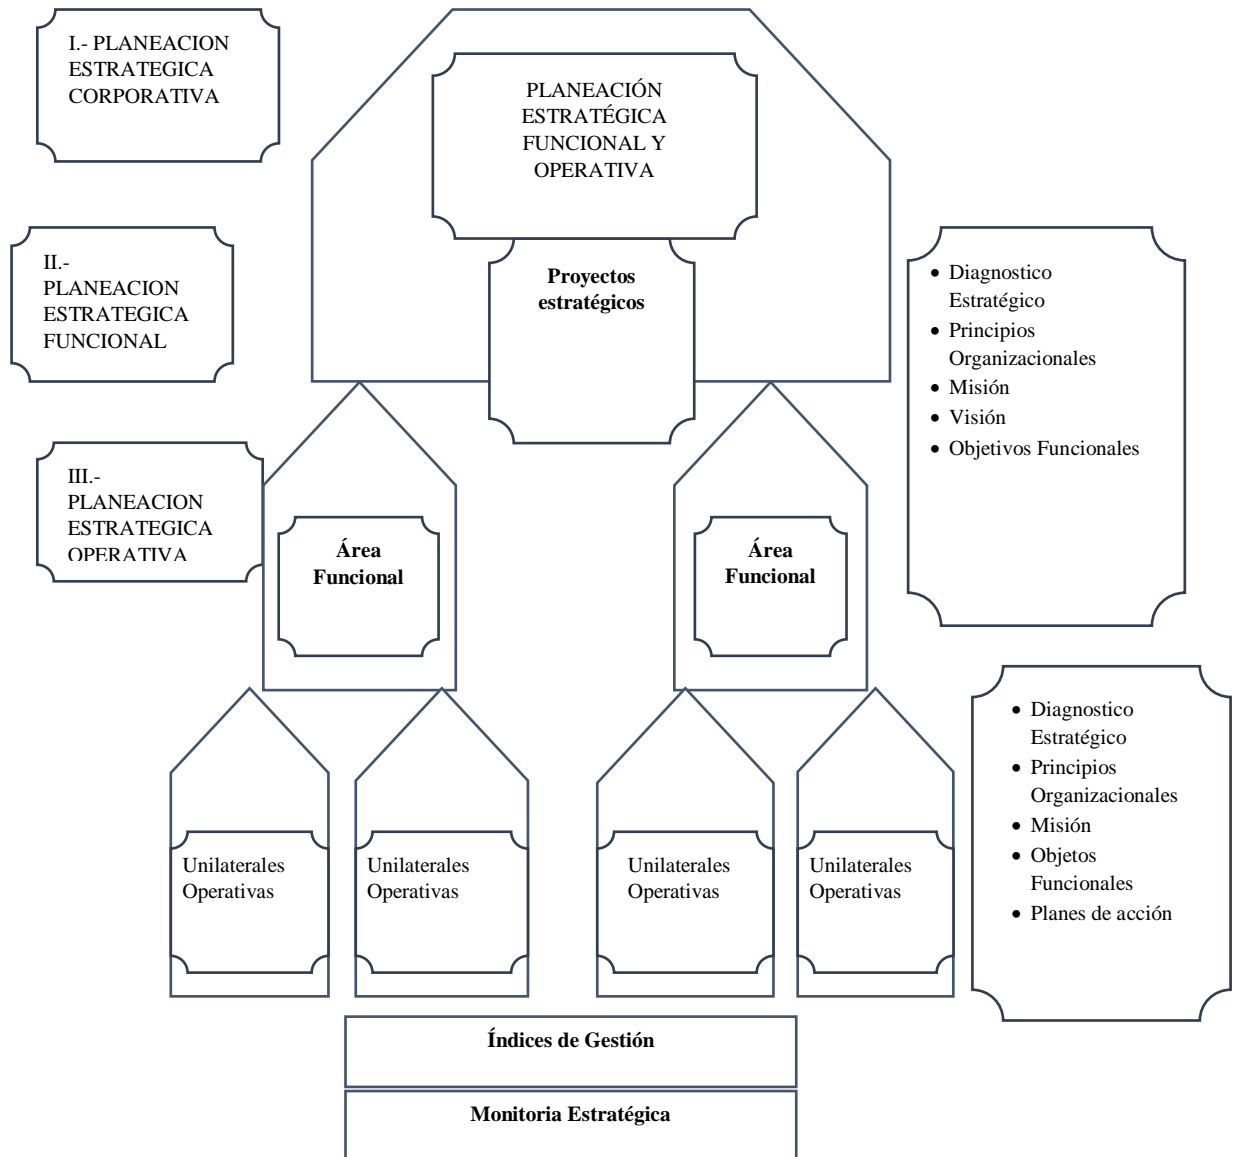 I.- PLANEACION
ESTRATEGICA
CORPORATIVA
PLANEACIÓN
ESTRATÉGICA
FUNCIONAL Y
OPERATIVA
II.-
PLANEACION
ESTRATEGICA
FUNCIONAL
Proyectos
estratégicos
• Diagnostico
Estratégico
• Principios
Organizacionales
• Misión
• Visión
• Objetivos Funcionales
III.-
PLANEACION
ESTRATEGICA
OPERATIVA
Área
Funcional
Área
Funcional
• Diagnostico
Estratégico
• Principios
Organizacionales
• Misión
• Objetos
Funcionales
• Planes de acción
Unilaterales
Operativas
Unilaterales
Operativas
Unilaterales
Operativas
Unilaterales
Operativas
Índices de Gestión
Monitoria Estratégica